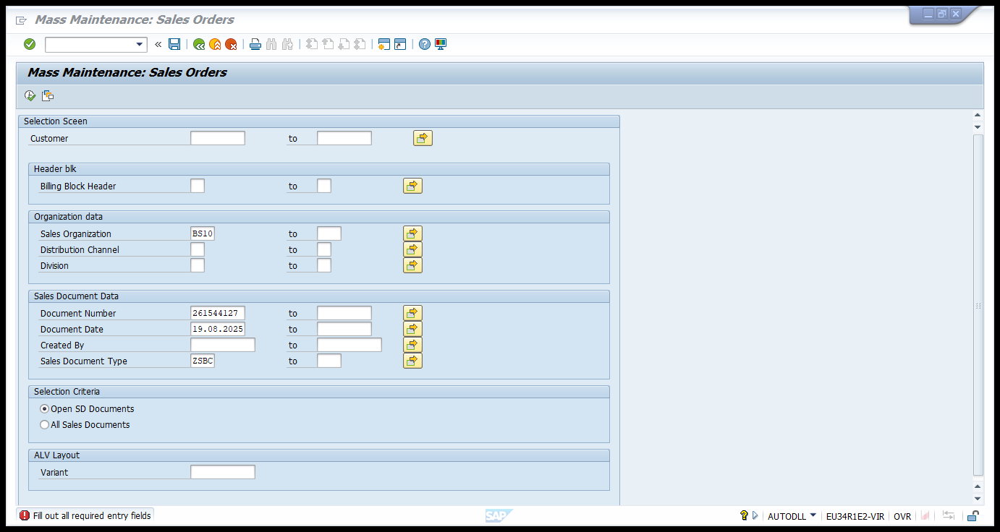 Mass Maintenance: Sales Orders
Mass Maintenance: Sales Orders
Selection Sceen
Customer to
Header blk
Billing Block Header to
Organization data
Sales Organization BS10 to
Distribution Channel to
Division to
Sales Document Data
Document Number 261544127 to
Document Date 19.08.2025 to
Created By to
Sales Document Type ZSBC to
Selection Criteria
Open SD Documents
All Sales Documents
ALV Layout
Variant
Fill out all required entry fields SAP AUTODLL EU34R1E2-VIR OVR